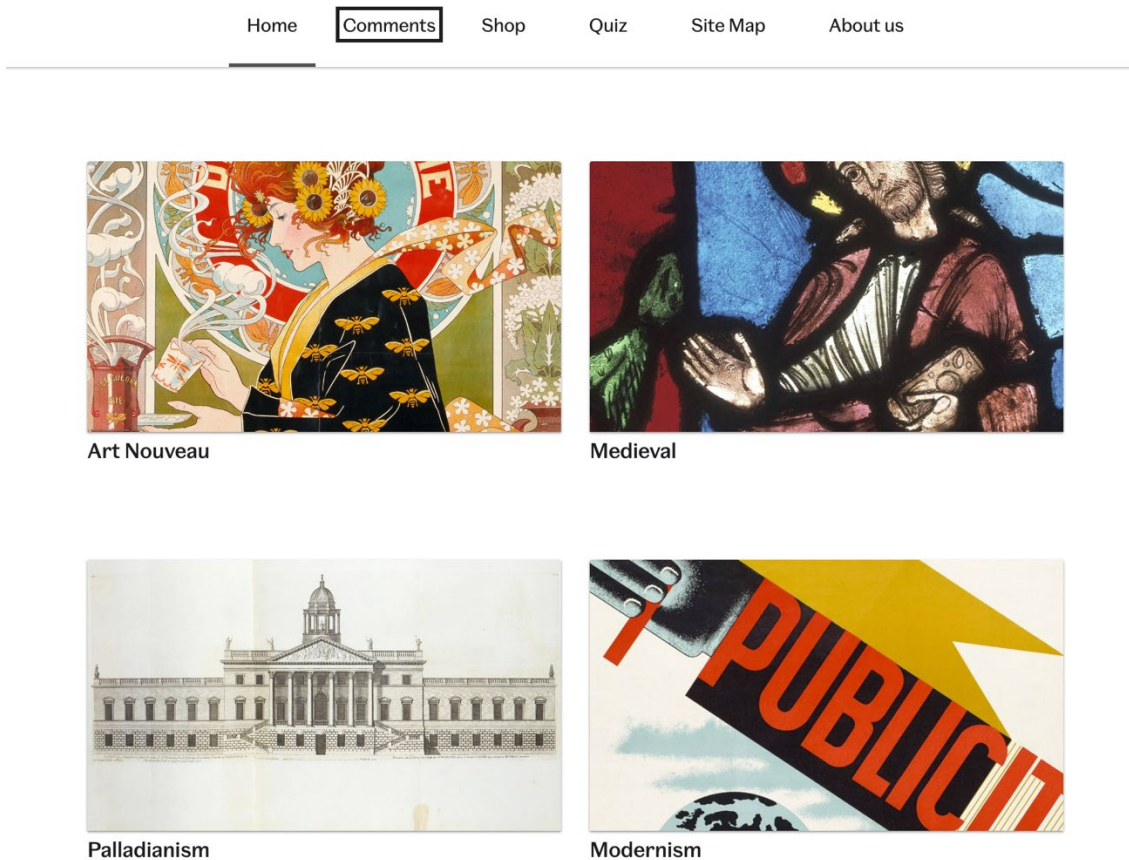 Home Comments Shop Quiz Site Map About us
Art Nouveau
Medieval
Palladianism
Modernism
PUBLICIT